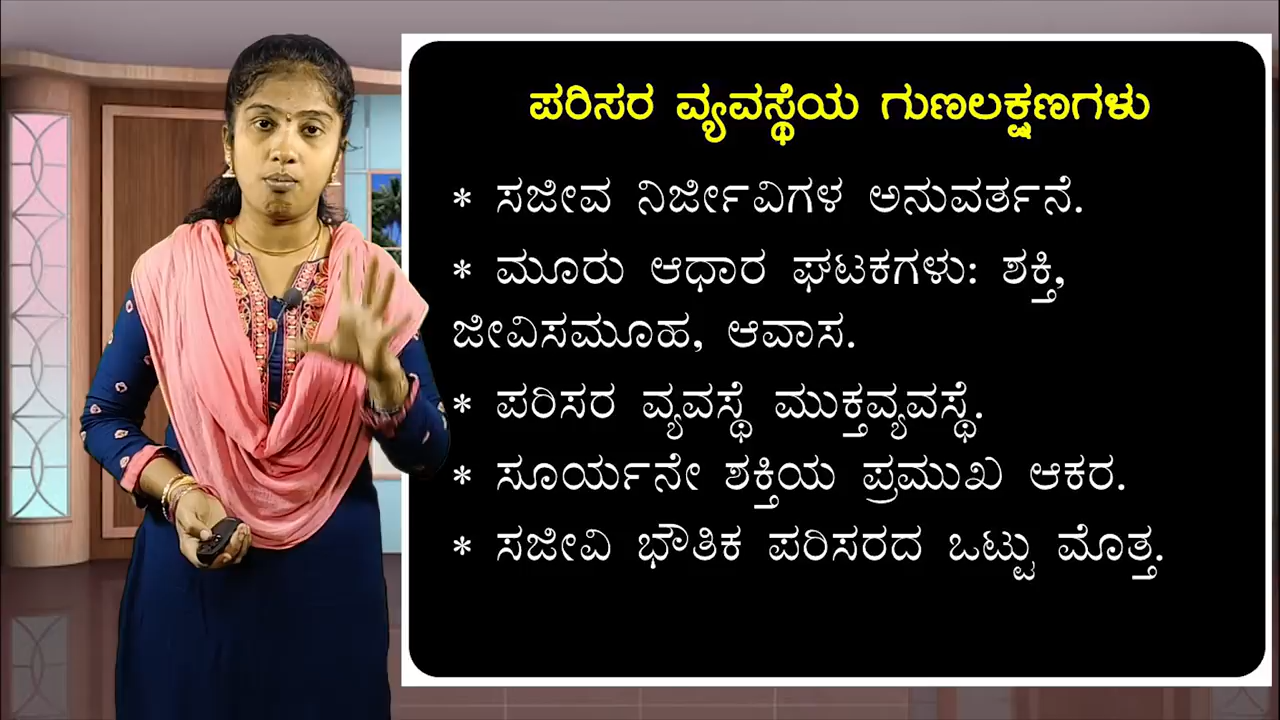 ಪರಿಸರ ವ್ಯವಸ್ಥೆಯ ಗುಣಲಕ್ಷಣಗಳು
* ಸಜೀವ ನಿರ್ಜೀವಿಗಳ ಅನುವರ್ತನೆ.
* ಮೂರು ಆಧಾರ ಘಟಕಗಳು: ಶಕ್ತಿ,
ಜೀವಿಸಮೂಹ, ಆವಾಸ.
* ಪರಿಸರ ವ್ಯವಸ್ಥೆ ಮುಕ್ತವ್ಯವಸ್ಥೆ.
* ಸೂರ್ಯನೇ ಶಕ್ತಿಯ ಪ್ರಮುಖ ಆಕರ.
* ಸಜೀವಿ ಭೌತಿಕ ಪರಿಸರದ ಒಟ್ಟು ಮೊತ್ತ.